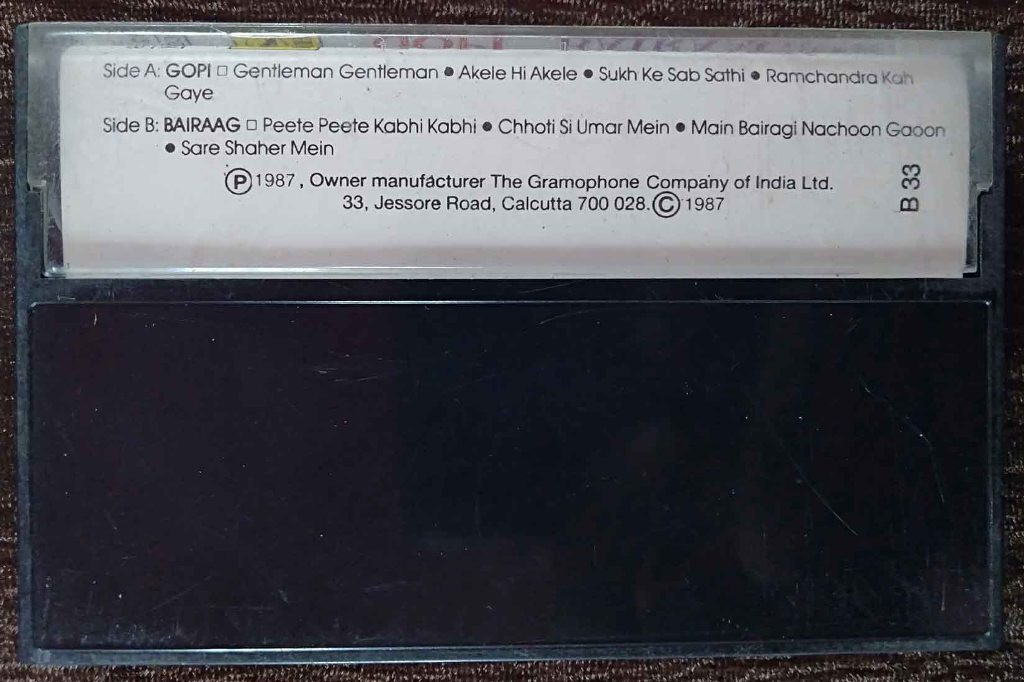 Side A: GOPI □ Gentleman Gentleman ● Akele Hi Akele ● Sukh Ke Sab Sathi ● Ramchandra Kah
Gaye
Side B: BAIRAAG □ Peete Peete Kabhi Kabhi ● Chhoti Si Umar Mein ● Main Bairagi Nachoon Gaoon
● Sare Shaher Mein
Ⓟ 1987, Owner manufacturer The Gramophone Company of India Ltd.
33, Jessore Road, Calcutta 700 028. © 1987
B 33